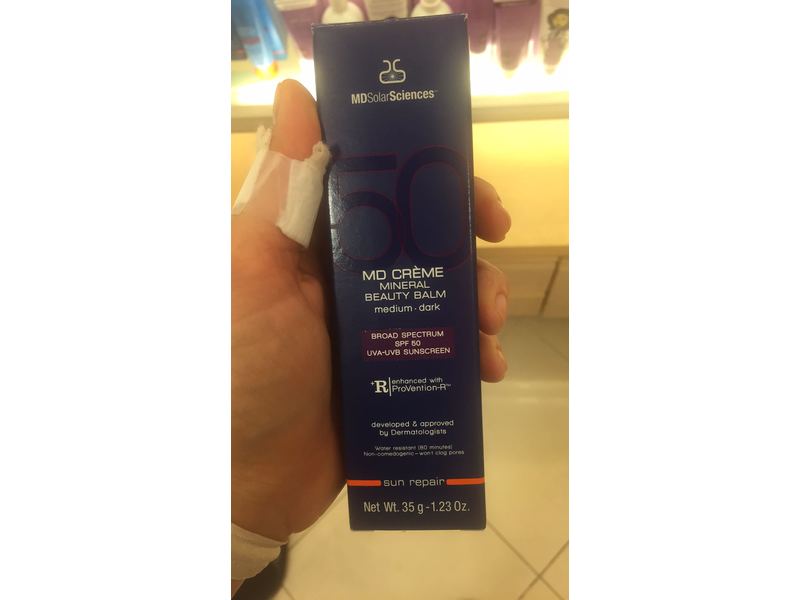 MDSolarSciences™
50
MD CRÈME
MINERAL
BEAUTY BALM
medium · dark
BROAD SPECTRUM
SPF 50
UVA-UVB SUNSCREEN
+R enhanced with
ProVention-R™
developed & approved
by Dermatologists
Water resistant (80 minutes)
Non-comedogenic – won't clog pores
sun repair
Net Wt. 35 g - 1.23 Oz.